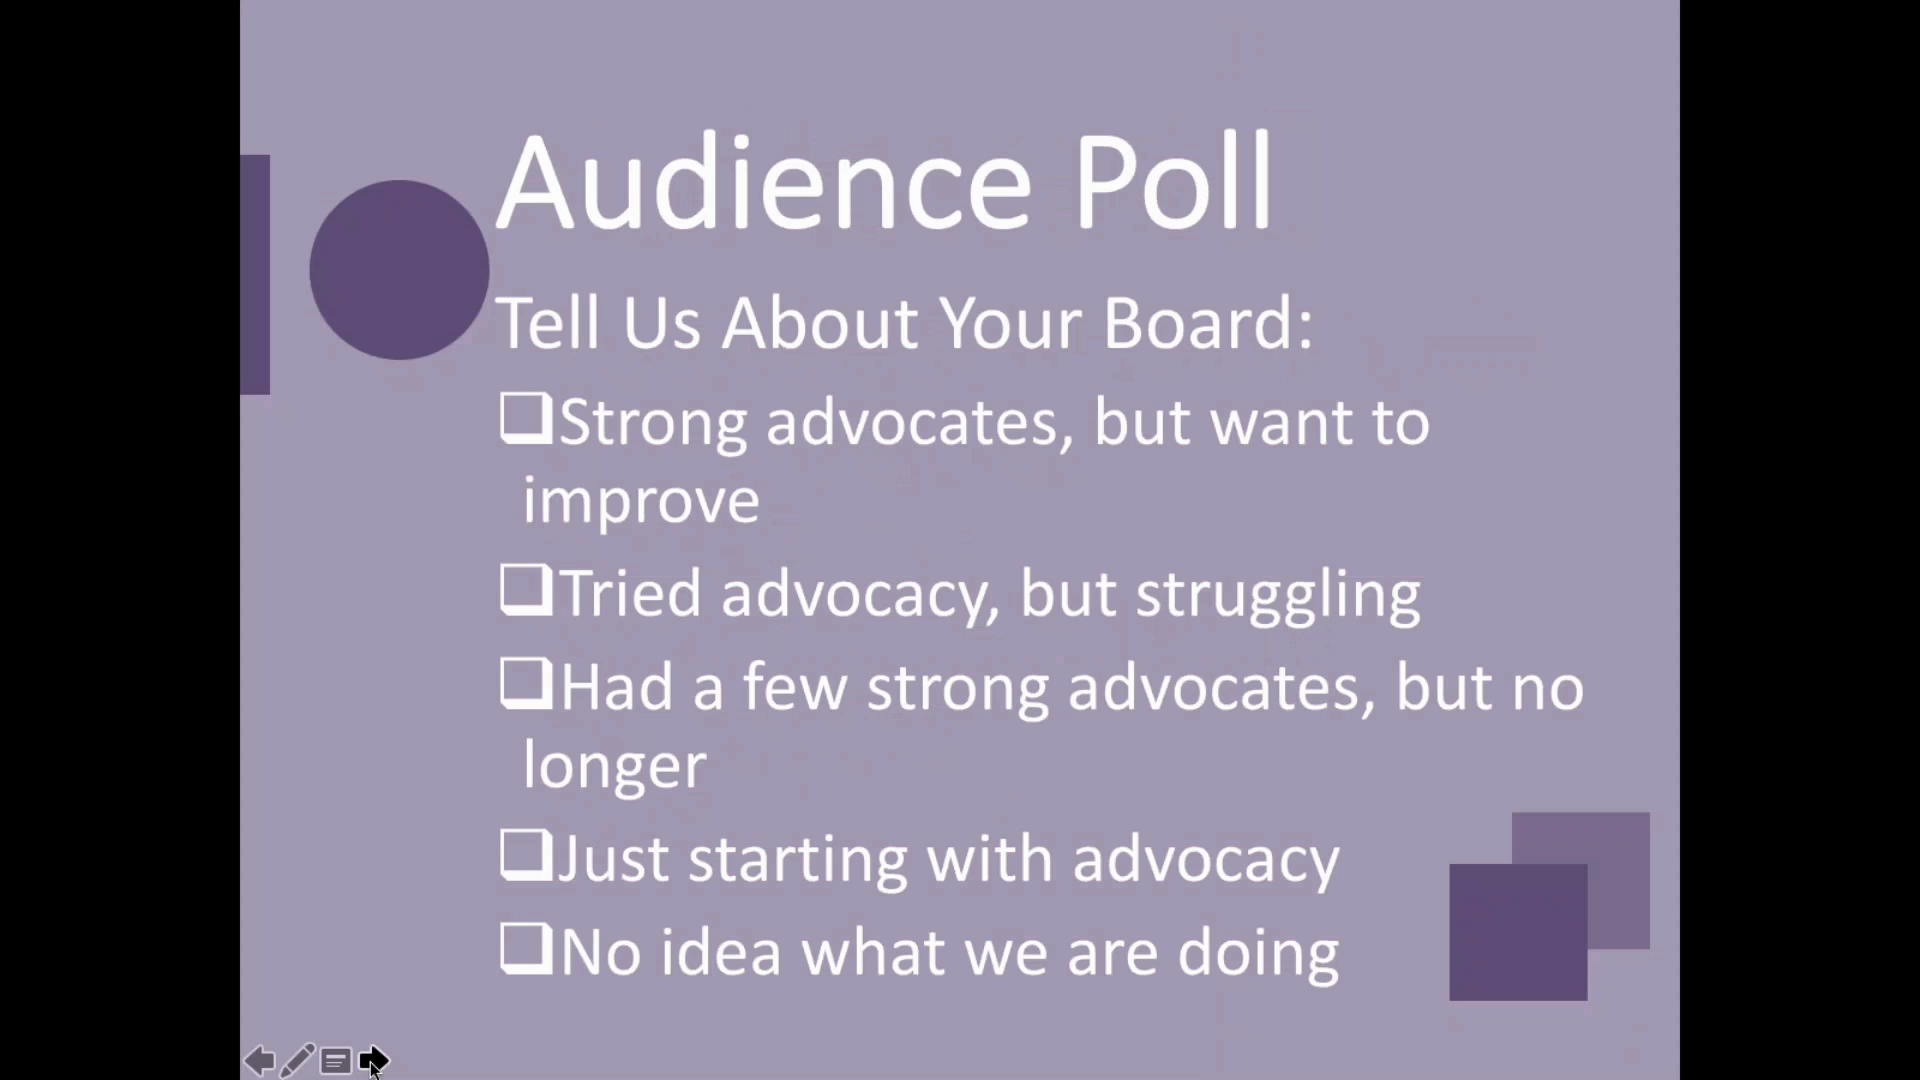 Audience Poll
Tell Us About Your Board:
❑Strong advocates, but want to
improve
❑Tried advocacy, but struggling
❑Had a few strong advocates, but no
longer
❑Just starting with advocacy
❑No idea what we are doing